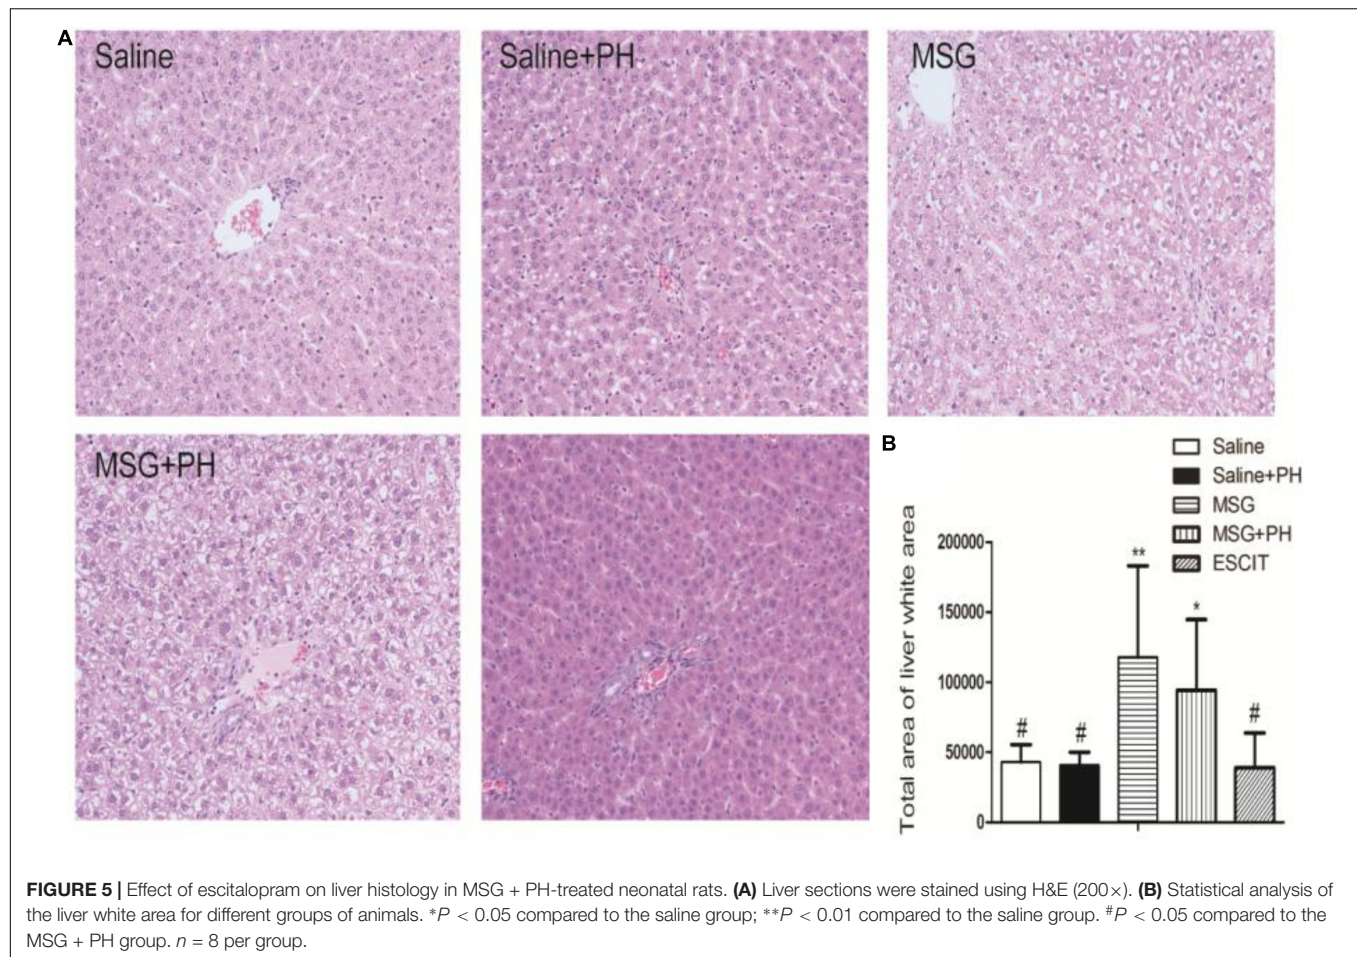 A
Saline
Saline+PH
MSG
MSG+PH
B
Saline
Saline+PH
MSG
MSG+PH
ESCIT
Total area of liver white area
200000
150000
100000
50000
0
#
#
**
*
#
FIGURE 5 | Effect of escitalopram on liver histology in MSG + PH-treated neonatal rats. (A) Liver sections were stained using H&E (200×). (B) Statistical analysis of
the liver white area for different groups of animals. *P < 0.05 compared to the saline group; **P < 0.01 compared to the saline group. #P < 0.05 compared to the
MSG + PH group. n = 8 per group.